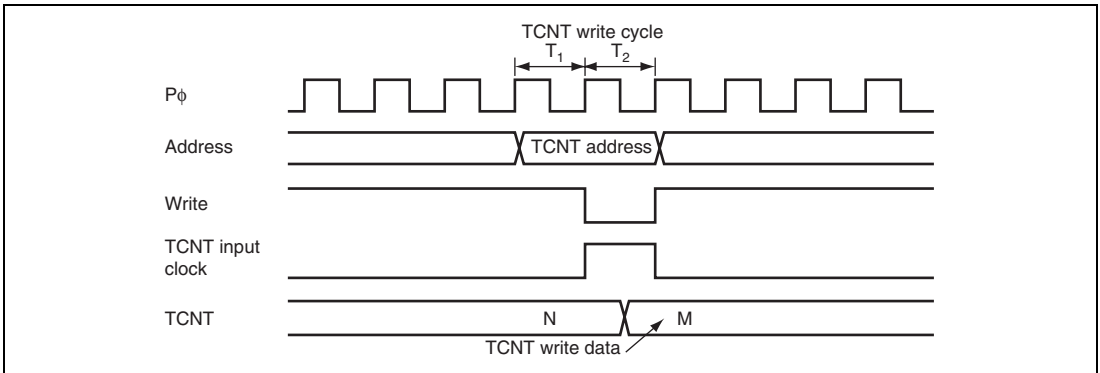 TCNT write cycle
T1 T2
Pϕ
Address
TCNT address
Write
TCNT input
clock
TCNT
N
M
TCNT write data